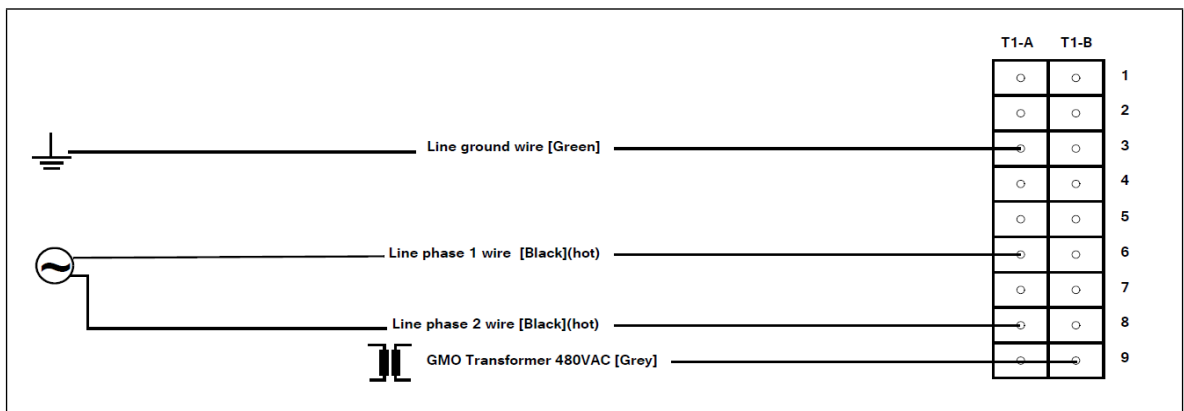 T1-A T1-B
1
2
Line ground wire [Green] 3
4
5
Line phase 1 wire [Black](hot) 6
7
Line phase 2 wire [Black](hot) 8
GMO Transformer 480VAC [Grey] 9